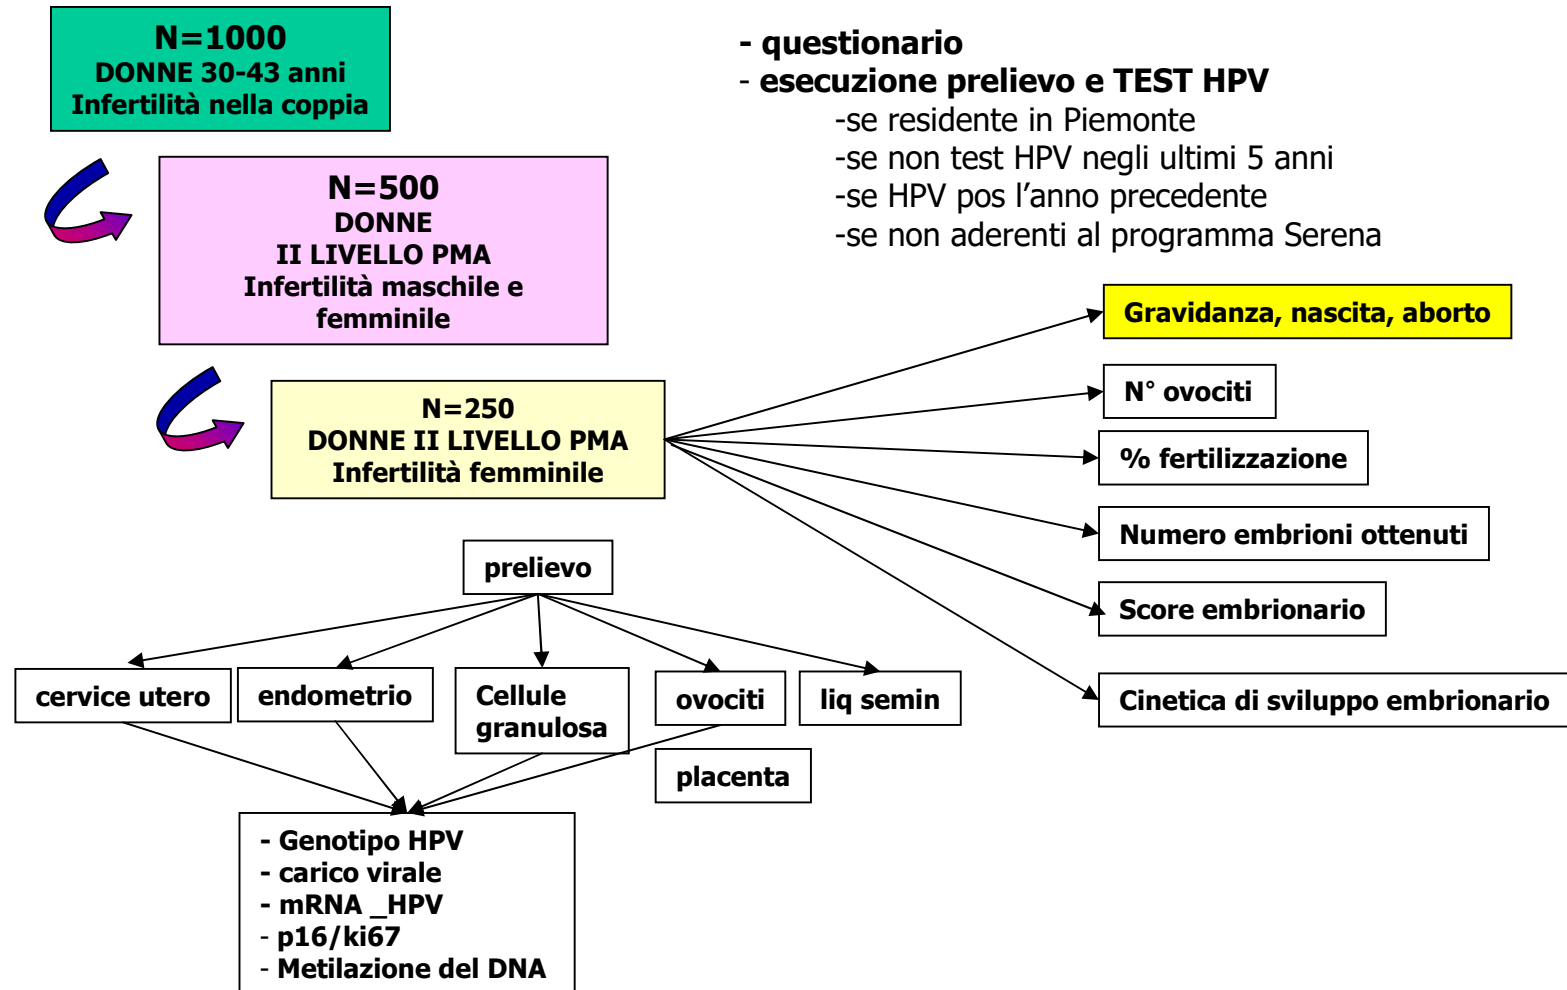 N=1000
DONNE 30-43 anni
Infertilità nella coppia
- questionario
- esecuzione prelievo e TEST HPV
-se residente in Piemonte
-se non test HPV negli ultimi 5 anni
-se HPV pos l’anno precedente
-se non aderenti al programma Serena
N=500
DONNE
II LIVELLO PMA
Infertilità maschile e
femminile
N=250
DONNE II LIVELLO PMA
Infertilità femminile
Gravidanza, nascita, aborto
N° ovociti
% fertilizzazione
Numero embrioni ottenuti
Score embrionario
Cinetica di sviluppo embrionario
prelievo
cervice utero
endometrio
Cellule
granulosa
ovociti
liq semin
placenta
- Genotipo HPV
- carico virale
- mRNA _HPV
- p16/ki67
- Metilazione del DNA